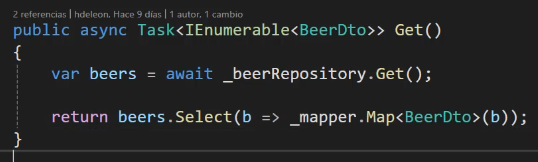 2 referencias | hdeleon. Hace 9 días | 1 autor. 1 cambio
public async Task<IEnumerable<BeerDto>> Get()
{
    var beers = await _beerRepository.Get();
    return beers.Select(b => _mapper.Map<BeerDto>(b));
}